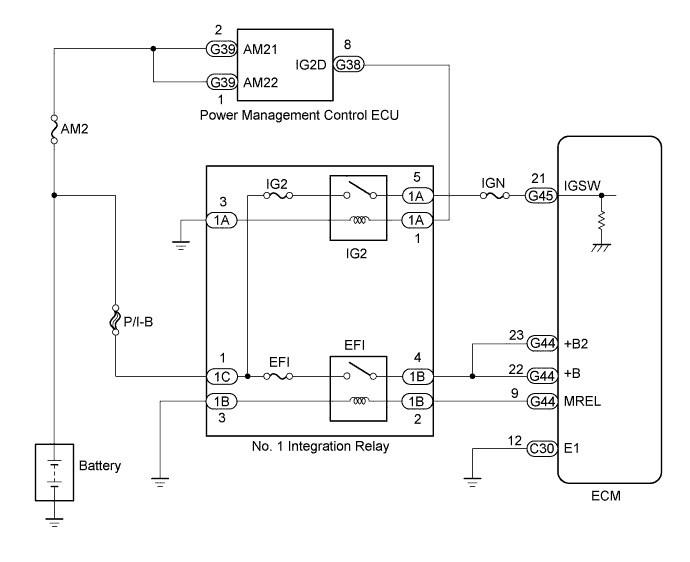 2
8
G39 AM21
IG2D G38
G39 AM22
1
Power Management Control ECU
AM2
5 IGN 21
IG2
1A G45 IGSW
3
1A 1A
1
IG2
P/I-B
23
G44 +B2
1 EFI 4
EFI
22
1C 1B G44 +B
9
1B 1B G44 MREL
3 2
12
No. 1 Integration Relay
C30 E1
Battery
ECM